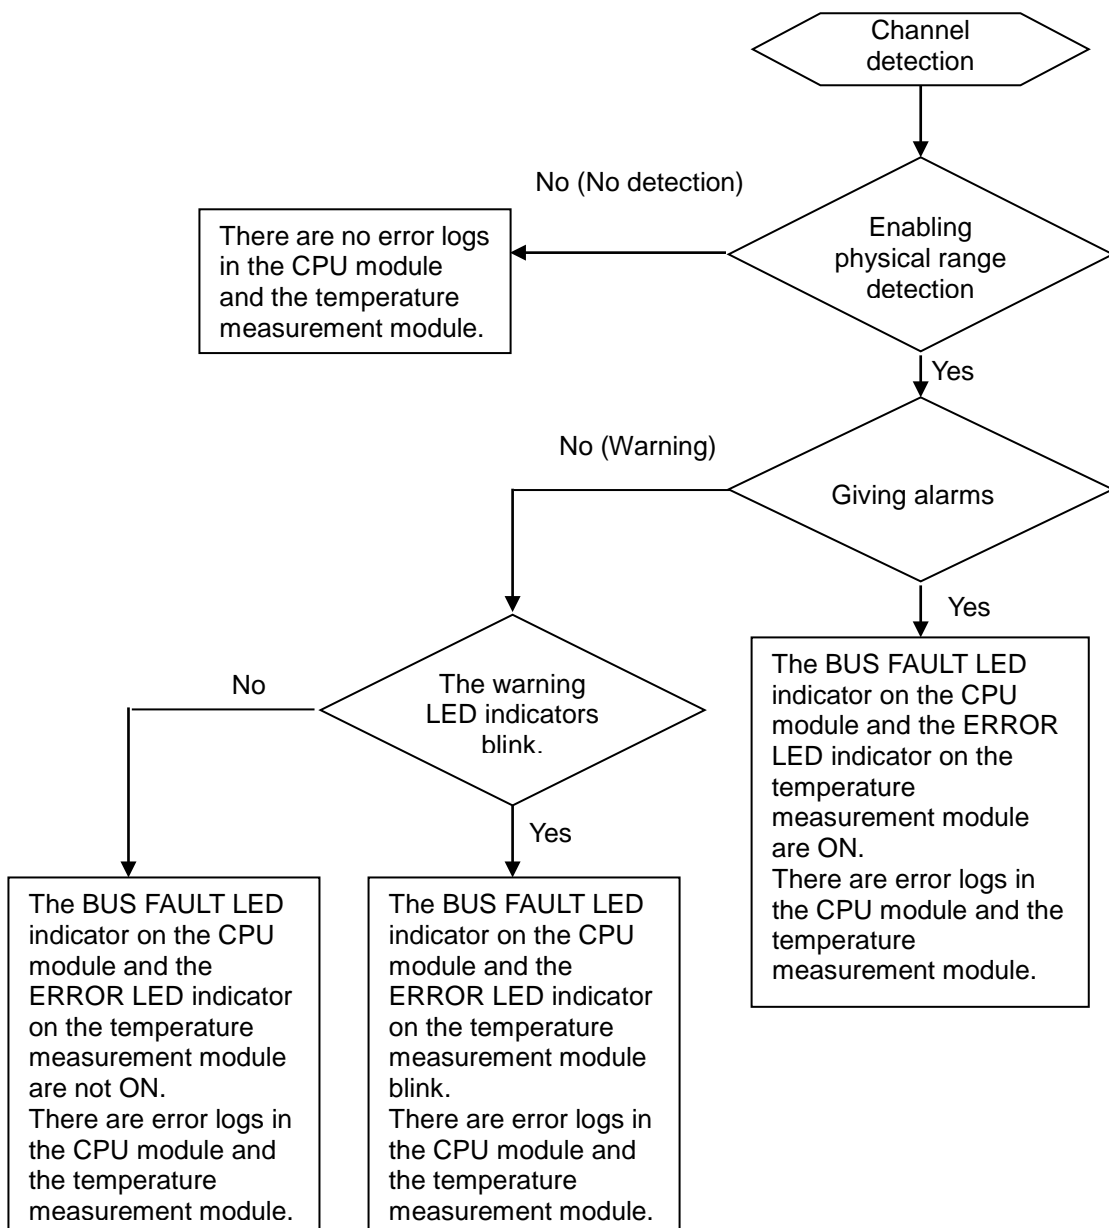 Channel
detection
No (No detection)
There are no error logs
in the CPU module
and the temperature
measurement module.
Enabling
physical range
detection
Yes
No (Warning)
Giving alarms
Yes
No
The warning
LED indicators
blink.
Yes
The BUS FAULT LED
indicator on the CPU
module and the ERROR
LED indicator on the
temperature
measurement module
are ON.
There are error logs in
the CPU module and the
temperature
measurement module.
The BUS FAULT LED
indicator on the CPU
module and the
ERROR LED indicator
on the temperature
measurement module
are not ON.
There are error logs in
the CPU module and
the temperature
measurement module.
The BUS FAULT LED
indicator on the CPU
module and the
ERROR LED indicator
on the temperature
measurement module
blink.
There are error logs in
the CPU module and
the temperature
measurement module.